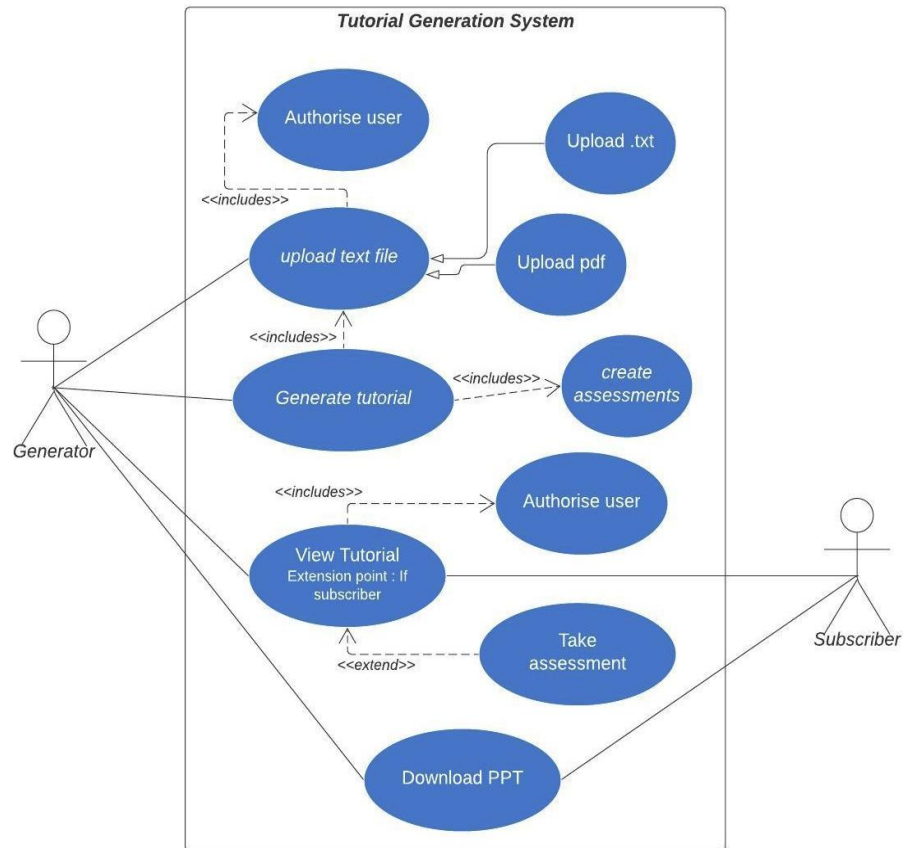 Tutorial Generation System
Authorise user
Upload .txt
<<includes>>
upload text file
Upload pdf
<<includes>>
Generate tutorial
<<includes>>
create
assessments
Generator
<<includes>>
Authorise user
View Tutorial
Extension point : If
subscriber
Subscriber
Take
assessment
<<extend>>
Download PPT